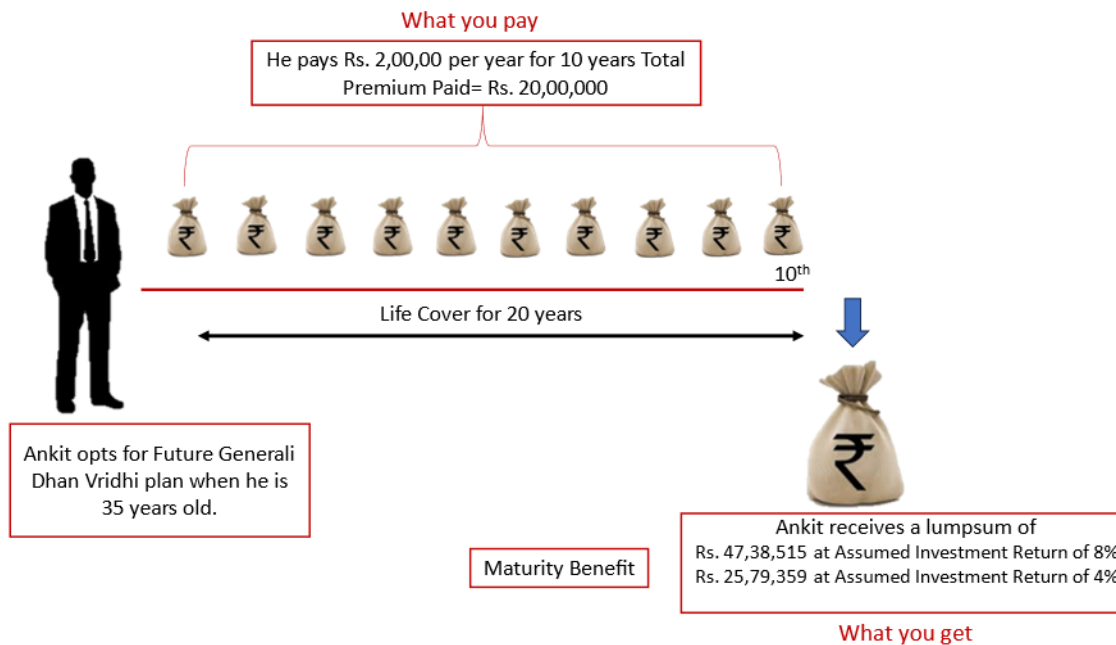 What you pay
He pays Rs. 2,00,00 per year for 10 years Total
Premium Paid= Rs. 20,00,000
₹ ₹ ₹ ₹ ₹ ₹ ₹ ₹ ₹ ₹
10th
Life Cover for 20 years
₹
Ankit opts for Future Generali
Dhan Vridhi plan when he is
35 years old.
Maturity Benefit
Ankit receives a lumpsum of
Rs. 47,38,515 at Assumed Investment Return of 8%
Rs. 25,79,359 at Assumed Investment Return of 4%
What you get